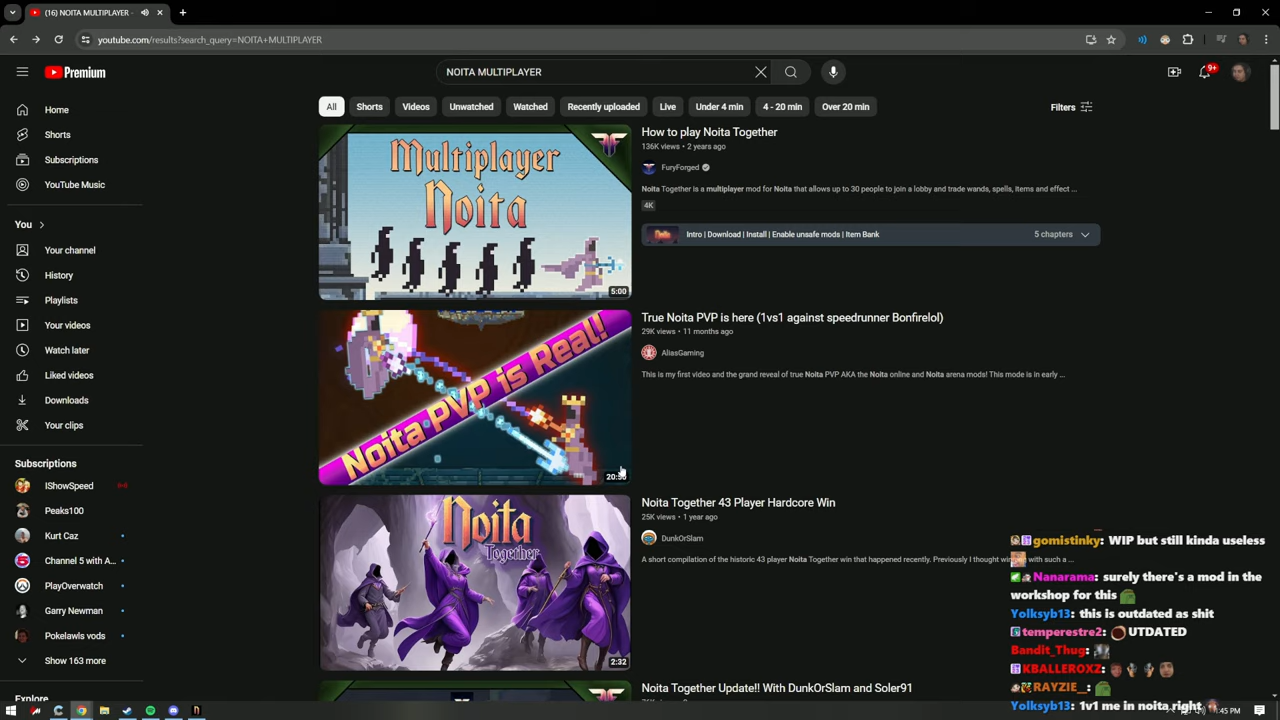 (16) NOITA MULTIPLAYER -
youtube.com/results?search_query=NOITA+MULTIPLAYER
Premium
NOITA MULTIPLAYER
9+
All
Shorts
Videos
Unwatched
Watched
Recently uploaded
Live
Under 4 min
4 - 20 min
Over 20 min
Filters
Home
Shorts
Subscriptions
YouTube Music
You
Your channel
History
Playlists
Your videos
Watch later
Liked videos
Downloads
Your clips
Subscriptions
IShowSpeed
Peaks100
Kurt Caz
Channel 5 with A...
PlayOverwatch
Garry Newman
Pokelawls vods
Show 163 more
Explore
Multiplayer
Noita
5:00
How to play Noita Together
136K views • 2 years ago
FuryForged
Noita Together is a multiplayer mod for Noita that allows up to 30 people to join a lobby and trade wands, spells, items and effect ...
4K
Intro | Download | Install | Enable unsafe mods | Item Bank
5 chapters
Noita PVP is Real!
True Noita PVP is here (1vs1 against speedrunner Bonfirelol)
29K views • 11 months ago
AliasGaming
This is my first video and the grand reveal of true Noita PVP AKA the Noita online and Noita arena mods! This mode is in early ...
Noita
Together
2:32
Noita Together 43 Player Hardcore Win
25K views • 1 year ago
DunkOrSlam
A short compilation of the historic 43 player Noita Together win that happened recently. Previously I thought with such a ...
Noita Together Update!! With DunkOrSlam and Soler91
gomistinky: WIP but still kinda useless
Nanarama: surely there's a mod in the
workshop for this
Yolksyb13: this is outdated as shit
temperestre2: UTDATED
Bandit_Thug:
KBALLEROXZ:
RAYZIE__:
Yolksyb13: 1v1 me in noita right
:45 PM